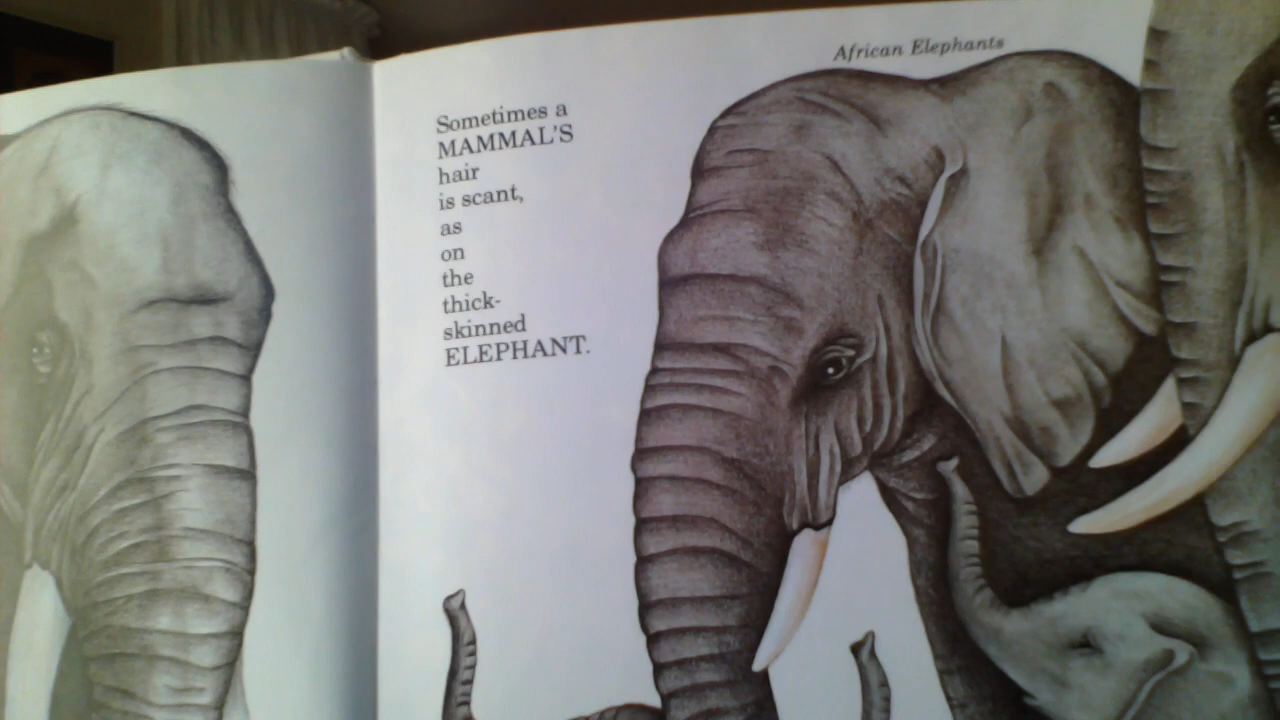 African Elephants
Sometimes a
MAMMAL'S
hair
is scant,
as
on
the
thick-
skinned
ELEPHANT.